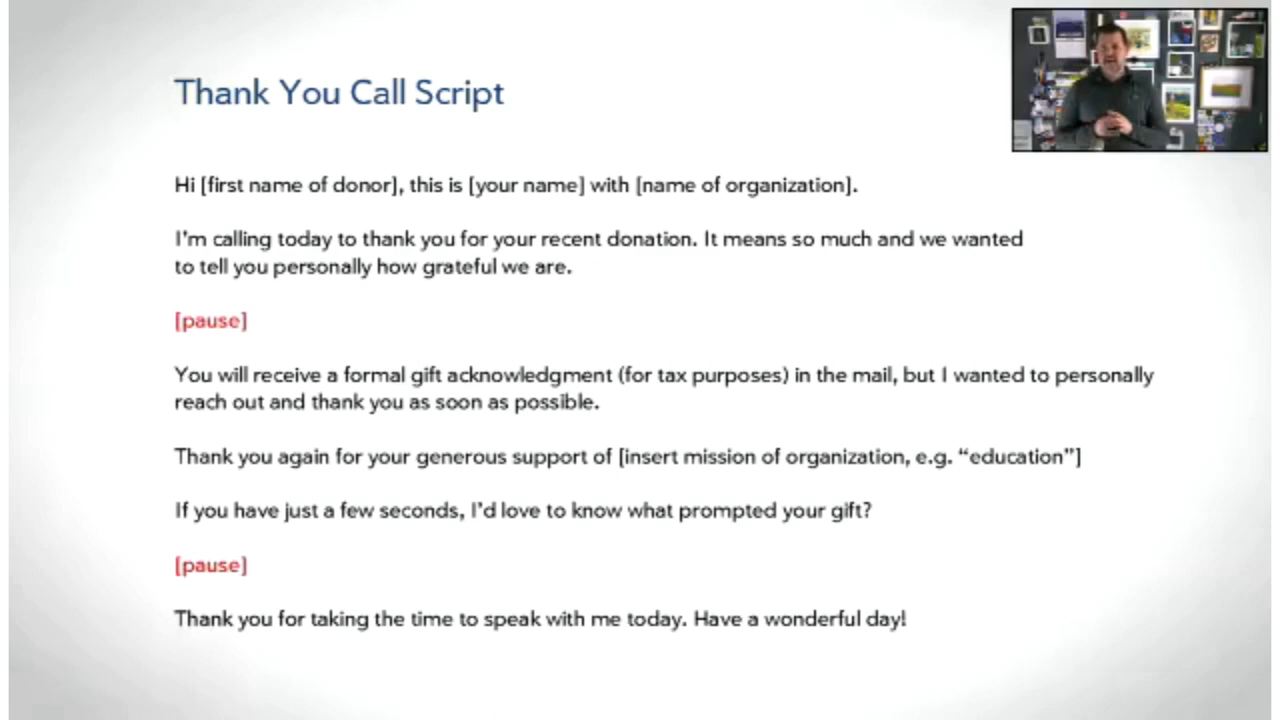 Thank You Call Script
Hi [first name of donor], this is [your name] with [name of organization].
I'm calling today to thank you for your recent donation. It means so much and we wanted
to tell you personally how grateful we are.
[pause]
You will receive a formal gift acknowledgment (for tax purposes) in the mail, but I wanted to personally
reach out and thank you as soon as possible.
Thank you again for your generous support of [insert mission of organization, e.g. “education”]
If you have just a few seconds, I'd love to know what prompted your gift?
[pause]
Thank you for taking the time to speak with me today. Have a wonderful day!